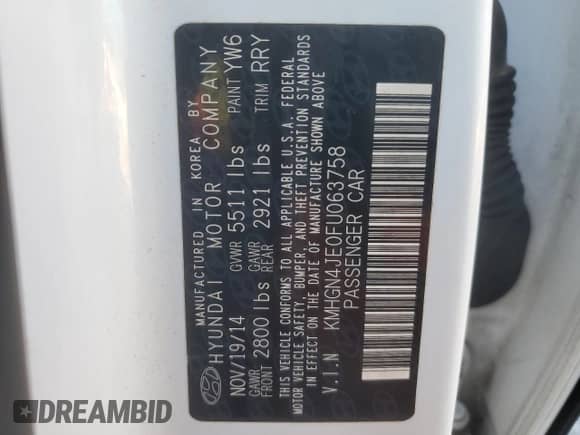 MANUFACTURED IN KOREA BY
HYUNDAI MOTOR COMPANY
NOV/19/14 GVWR 5511 lbs PAINT YW6
GAWR FRONT 2800 lbs GAWR REAR 2921 lbs TRIM RRY
THIS VEHICLE CONFORMS TO ALL APPLICABLE U.S.A. FEDERAL
MOTOR VEHICLE SAFETY, BUMPER, AND THEFT PREVENTION STANDARDS
IN EFFECT ON THE DATE OF MANUFACTURE SHOWN ABOVE
V.I.N KMHGN4JE0FU063758
PASSENGER CAR
DREAMBID